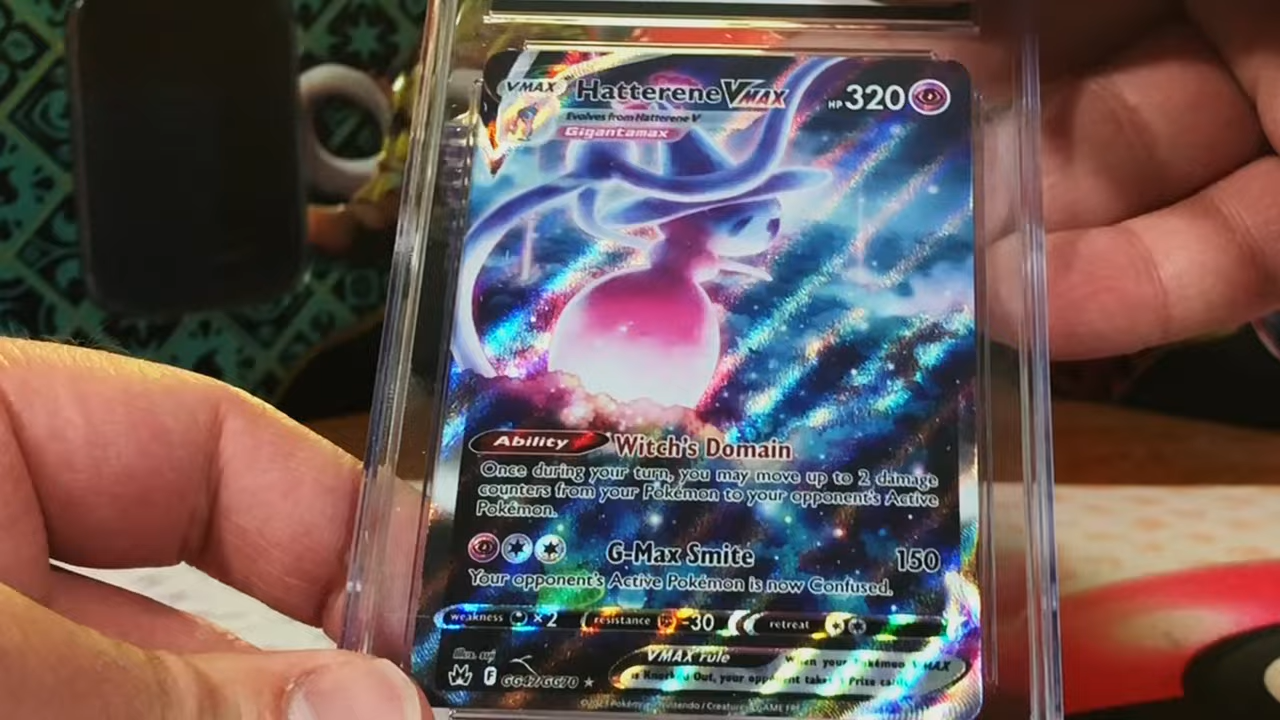 VMAX Hatterene VMAX HP 320
Evolves from Hatterene V
Gigantamax
Ability Witch's Domain
Once during your turn, you may move up to 2 damage
counters from your Pokémon to your opponent's Active
Pokémon.
G-Max Smite 150
Your opponent's Active Pokémon is now Confused.
weakness ×2 resistance -30 retreat
Illus.
VMAX rule When your Pokémon VMAX
F GG47/GG70 is Knocked Out, your opponent takes 3 Prize cards.
Pokémon / Nintendo / Creatures / GAME FREAK